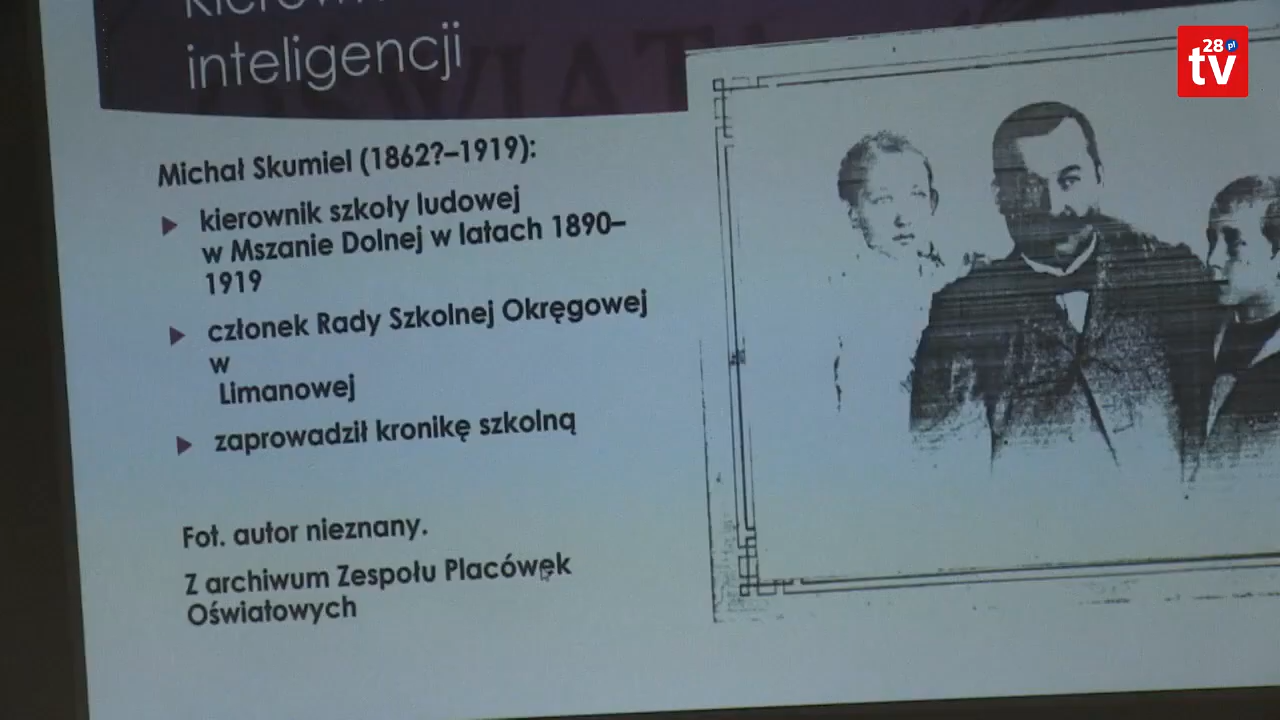 inteligencji
Michał Skumiel (1862?–1919):
kierownik szkoły ludowej
w Mszanie Dolnej w latach 1890–
1919
członek Rady Szkolnej Okręgowej
w
Limanowej
zaprowadził kronikę szkolną
Fot. autor nieznany.
Z archiwum Zespołu Placówek
Oświatowych
28 pl
tv